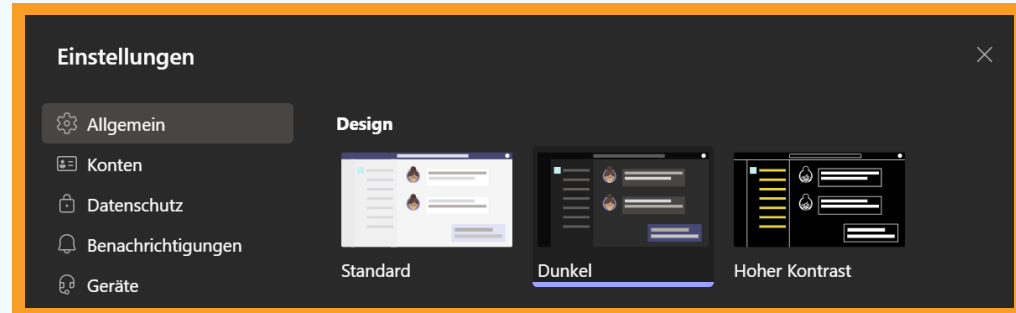 Einstellungen
Allgemein
Konten
Datenschutz
Benachrichtigungen
Geräte
Design
Standard
Dunkel
Hoher Kontrast